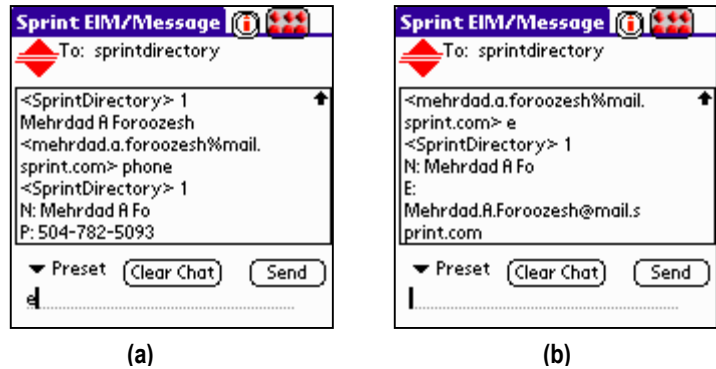 Sprint EIM/Message
To: sprintdirectory
<SprintDirectory> 1
Mehrdad A Foroozesh
<mehrdad.a.foroozesh%mail.
sprint.com> phone
<SprintDirectory> 1
N: Mehrdad A Fo
P: 504-782-5093
Preset Clear Chat Send
e
(a)
Sprint EIM/Message
To: sprintdirectory
<mehrdad.a.foroozesh%mail.
sprint.com> e
<SprintDirectory> 1
N: Mehrdad A Fo
E:
Mehrdad.A.Foroozesh@mail.s
print.com
Preset Clear Chat Send
(b)